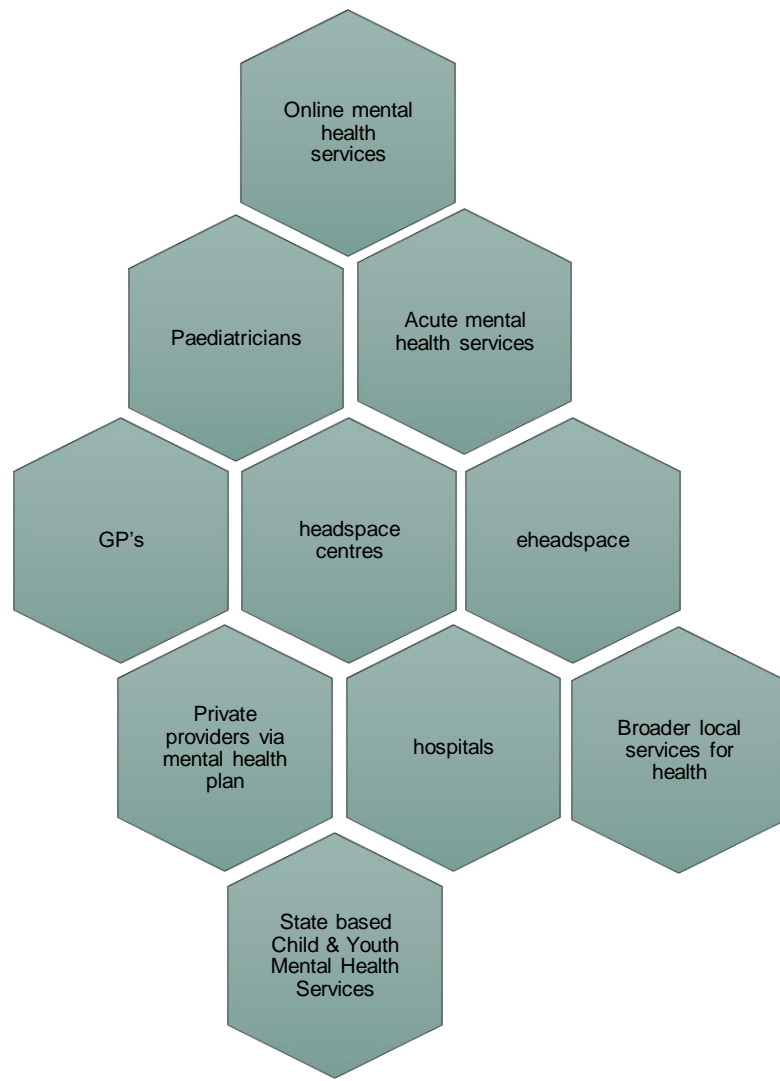 Online mental
health
services
Paediatricians
Acute mental
health services
GP’s
headspace
centres
eheadspace
Private
providers via
mental health
plan
hospitals
Broader local
services for
health
State based
Child & Youth
Mental Health
Services